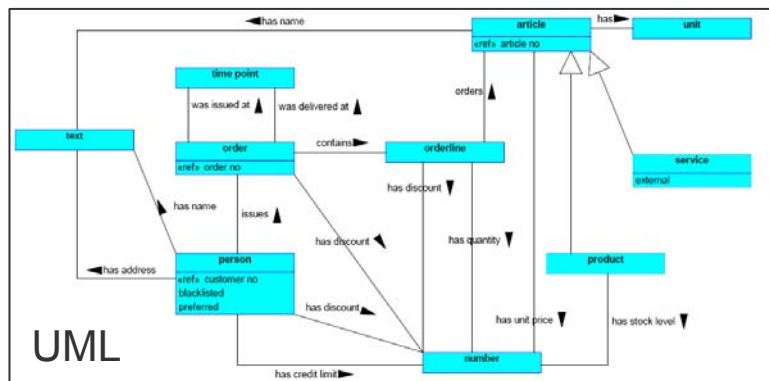 ◄has name
article
«ref» article no
has ►
unit
time point
was issued at ▲
was delivered at ▲
orders ▲
text
order
«ref» order no
contains►
orderline
service
external
has discount ▼
▲ has name
issues ▲
has discount ▼
has quantity ▼
◄has address
person
«ref» customer no
blacklisted
preferred
product
has discount ►
has unit price ▼
has stock level ▼
UML
number
has credit limit ►